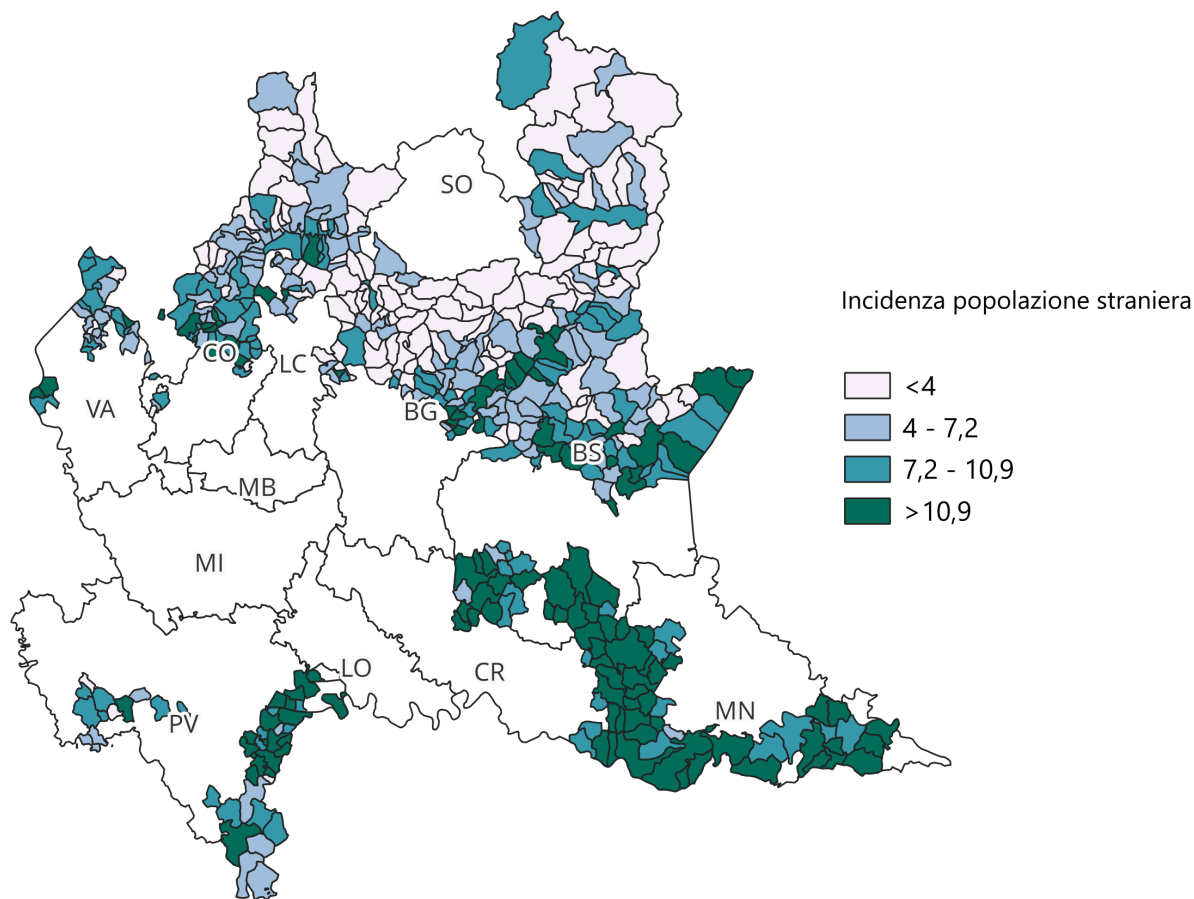 SO
Incidenza popolazione straniera
<4
4 - 7,2
7,2 - 10,9
>10,9
CO
LC
VA
BG
BS
MB
MI
LO
CR
PV
MN